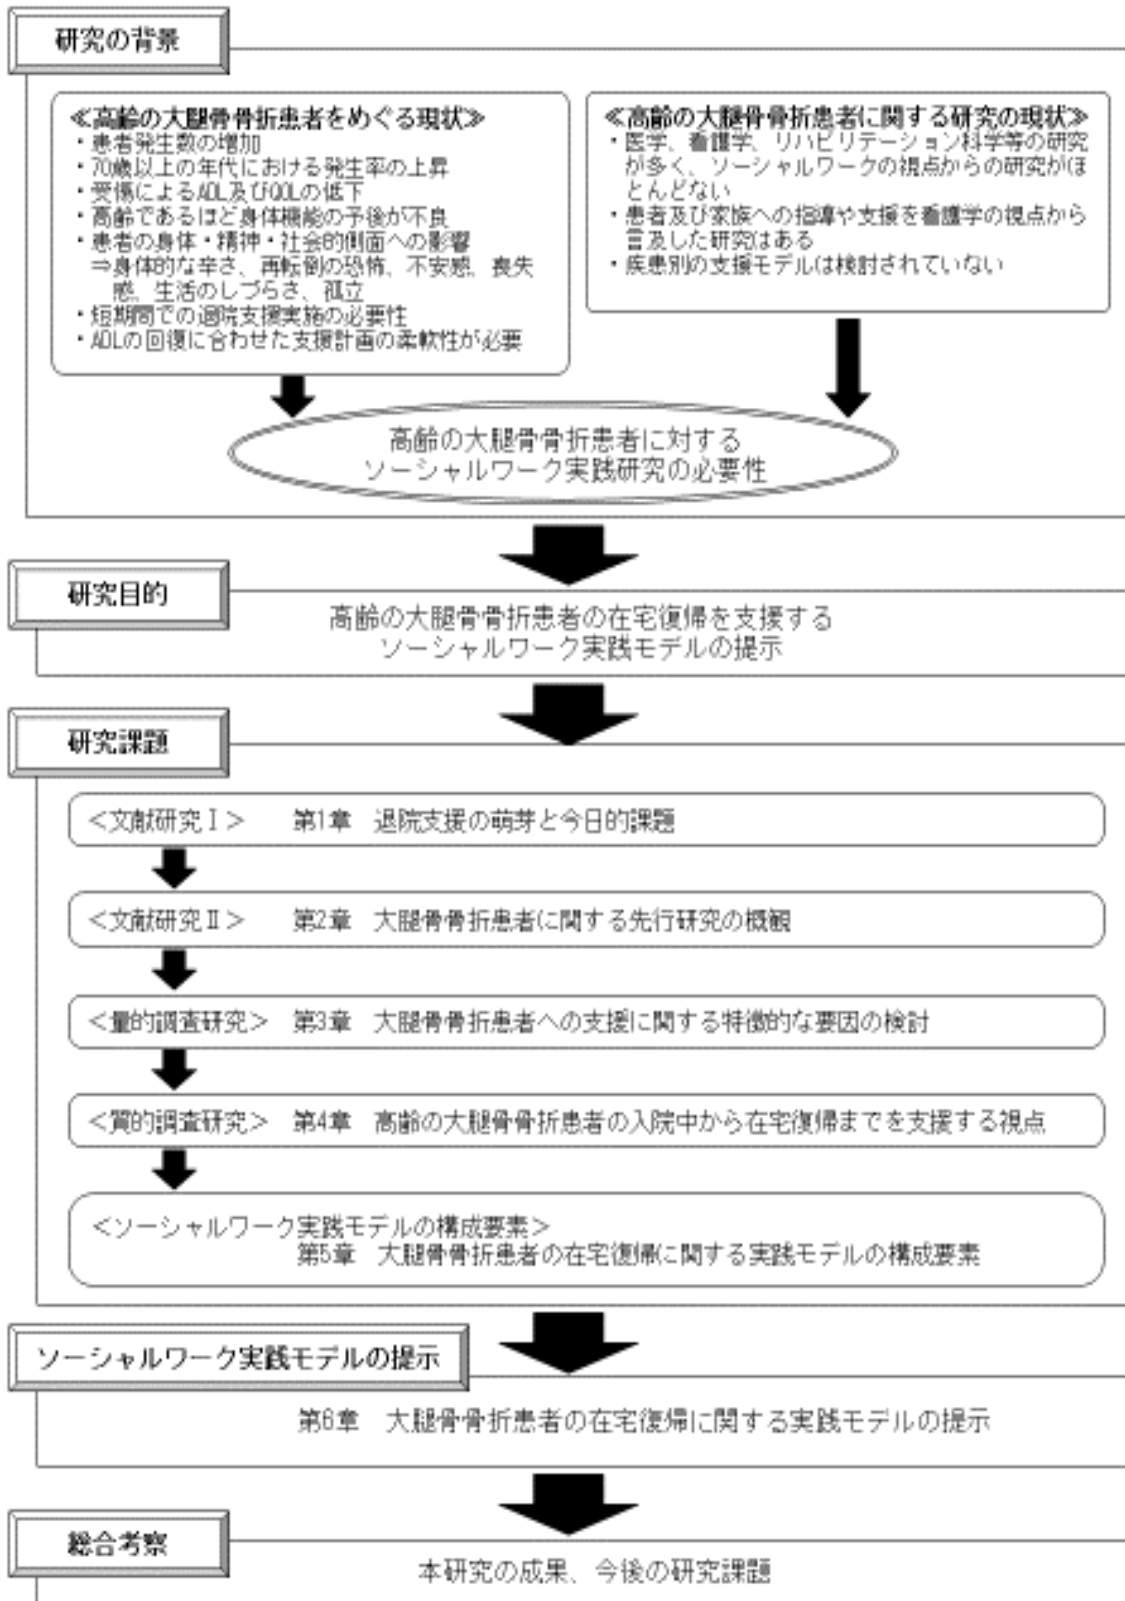 研究の背景
≪高齢の大腿骨骨折患者をめぐる現状≫
・患者発生数の増加
・70歳以上の年代における発生率の上昇
・受傷によるADL及びQOLの低下
・高齢であるほど身体機能の予後が不良
・患者の身体・精神・社会的側面への影響
⇒身体的な辛さ、再転倒の恐怖、不安感、喪失
感、生活のしづらさ、孤立
・短期間での退院支援実施の必要性
・ADLの回復に合わせた支援計画の柔軟性が必要
≪高齢の大腿骨骨折患者に関する研究の現状≫
・医学、看護学、リハビリテーション科学等の研究
が多く、ソーシャルワークの視点からの研究がほ
とんどない
・患者及び家族への指導や支援を看護学の視点から
言及した研究はある
・疾患別の支援モデルは検討されていない
高齢の大腿骨骨折患者に対する
ソーシャルワーク実践研究の必要性
研究目的
高齢の大腿骨骨折患者の在宅復帰を支援する
ソーシャルワーク実践モデルの提示
研究課題
＜文献研究Ⅰ＞　第1章　退院支援の萌芽と今日的課題
＜文献研究Ⅱ＞　第2章　大腿骨骨折患者に関する先行研究の概観
＜量的調査研究＞　第3章　大腿骨骨折患者への支援に関する特徴的な要因の検討
＜質的調査研究＞　第4章　高齢の大腿骨骨折患者の入院中から在宅復帰までを支援する視点
＜ソーシャルワーク実践モデルの構成要素＞
第5章　大腿骨骨折患者の在宅復帰に関する実践モデルの構成要素
ソーシャルワーク実践モデルの提示
第6章　大腿骨骨折患者の在宅復帰に関する実践モデルの提示
総合考察
本研究の成果、今後の研究課題